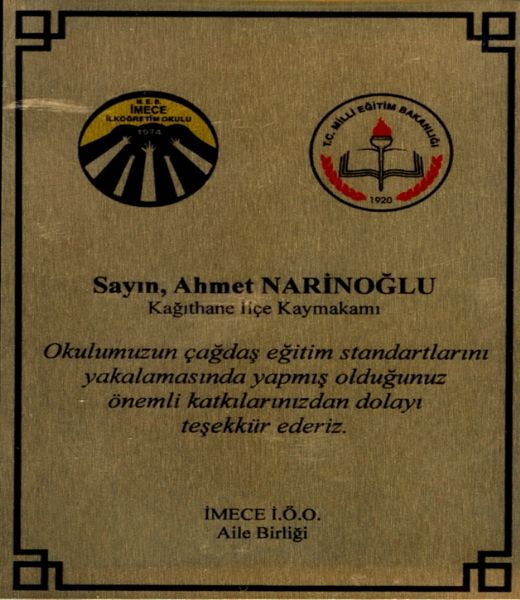 M. E. B.
İMECE
İLKÖĞRETİM OKULU
1974
T.C. MİLLİ EĞİTİM BAKANLIĞI
1920
Sayın, Ahmet NARİNOĞLU
Kağıthane İlçe Kaymakamı
Okulumuzun çağdaş eğitim standartlarını
yakalamasında yapmış olduğunuz
önemli katkılarınızdan dolayı
teşekkür ederiz.
İMECE İ.Ö.O.
Aile Birliği